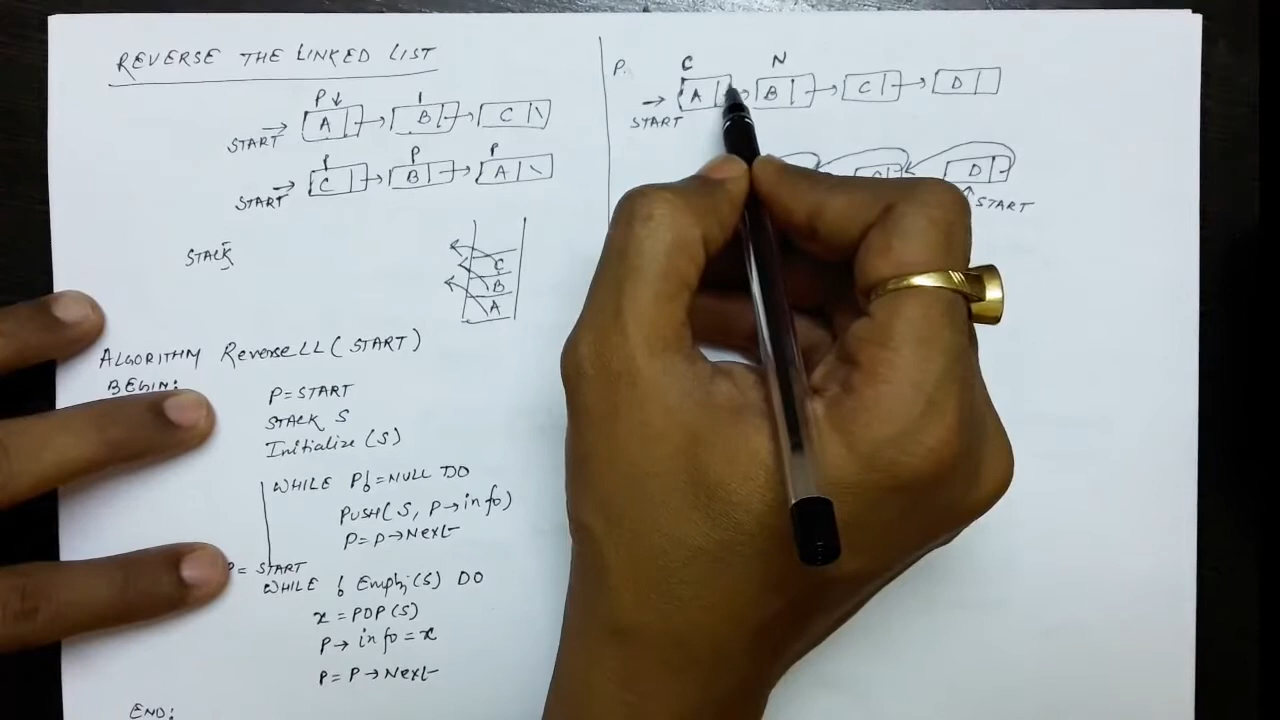 REVERSE THE LINKED LIST
P
START A B C
P P P
START C B A
STACK
C
B
A
ALGORITHM ReverseLL(START)
BEGIN:
P=START
STACK S
Initialize(S)
WHILE P!=NULL DO
PUSH(S, P→info)
P=P→Next
P=START
WHILE ! Empty(S) DO
x=POP(S)
P→info=x
P=P→Next
END:
P C N
A B C D
START
C D
START